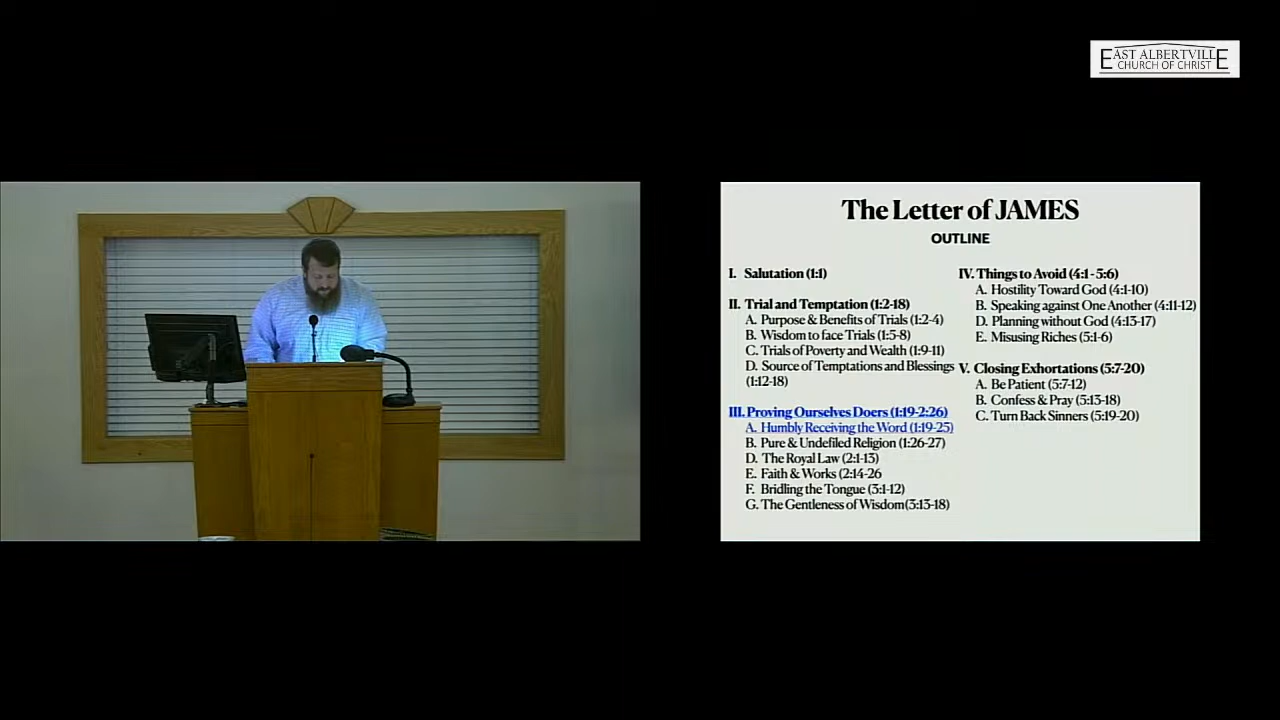 EAST ALBERTVILLE
CHURCH OF CHRIST
The Letter of JAMES
OUTLINE
I. Salutation (1:1)
II. Trial and Temptation (1:2-18)
A. Purpose & Benefits of Trials (1:2-4)
B. Wisdom to face Trials (1:5-8)
C. Trials of Poverty and Wealth (1:9-11)
D. Source of Temptations and Blessings
(1:12-18)
III. Proving Ourselves Doers (1:19-2:26)
A. Humbly Receiving the Word (1:19-25)
B. Pure & Undefiled Religion (1:26-27)
D. The Royal Law (2:1-13)
E. Faith & Works (2:14-26
F. Bridling the Tongue (3:1-12)
G. The Gentleness of Wisdom(3:13-18)
IV. Things to Avoid (4:1 - 5:6)
A. Hostility Toward God (4:1-10)
B. Speaking against One Another (4:11-12)
D. Planning without God (4:13-17)
E. Misusing Riches (5:1-6)
V. Closing Exhortations (5:7-20)
A. Be Patient (5:7-12)
B. Confess & Pray (5:13-18)
C. Turn Back Sinners (5:19-20)